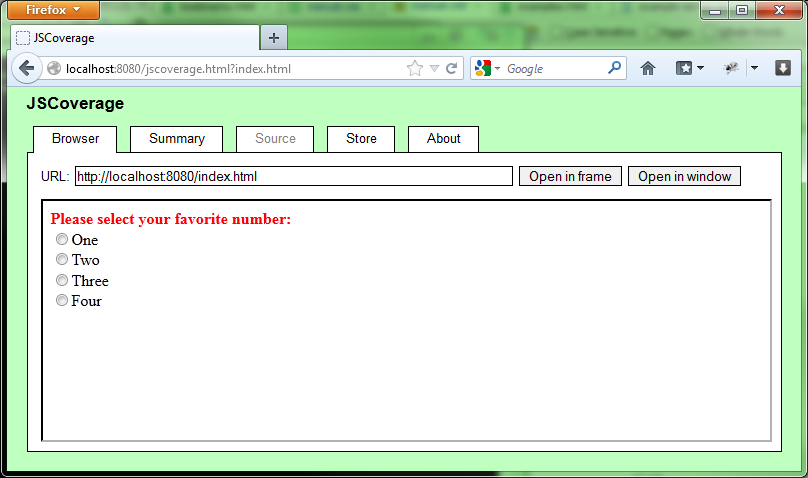 Firefox
JSCoverage
localhost:8080/jscoverage.html?index.html
Google
JSCoverage
Browser Summary Source Store About
URL: http://localhost:8080/index.html Open in frame Open in window
Please select your favorite number:
One
Two
Three
Four